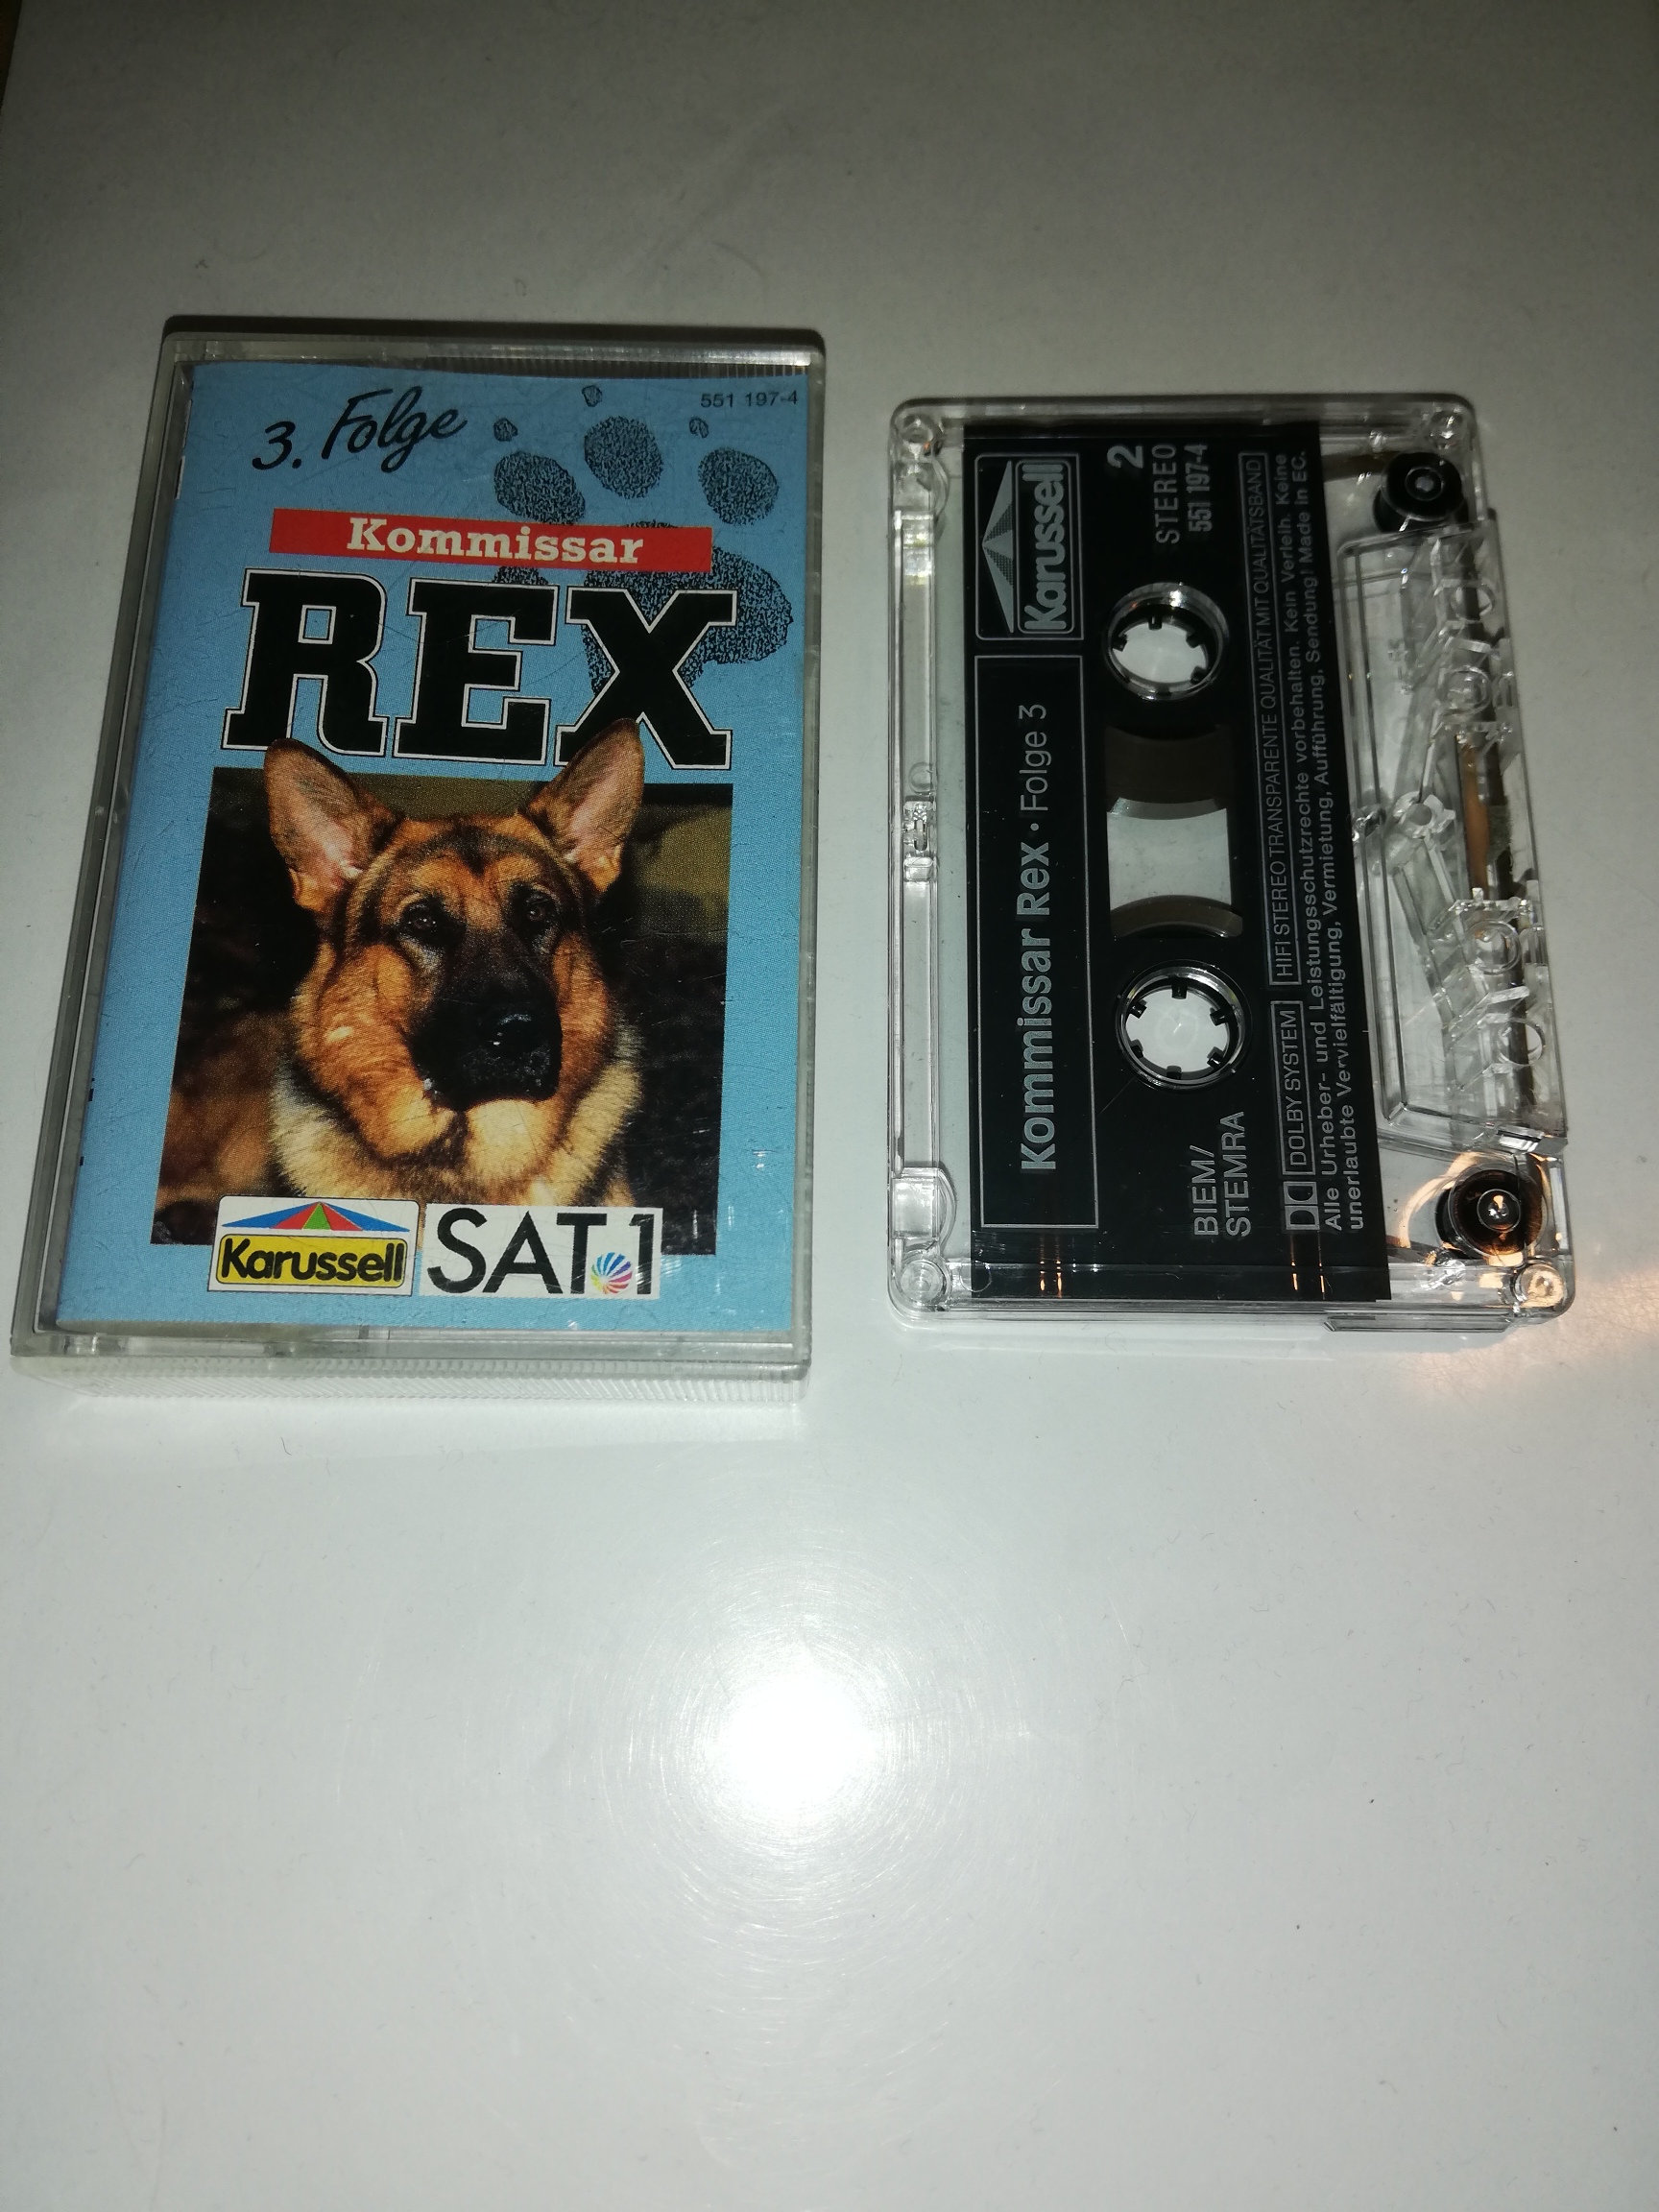 3. Folge
551 197-4
Kommissar
REX
Karussell
SAT.1
Karussell
2
STEREO
551 197-4
Kommissar Rex • Folge 3
BIEM/
STEMRA
DOLBY SYSTEM HIFI STEREO TRANSPARENTE QUALITÄT MIT QUALITÄTSBAND
Alle Urheber- und Leistungsschutzrechte vorbehalten. Kein Verleih. Keine
unerlaubte Vervielfältigung, Vermietung, Aufführung, Sendung! Made in EC.